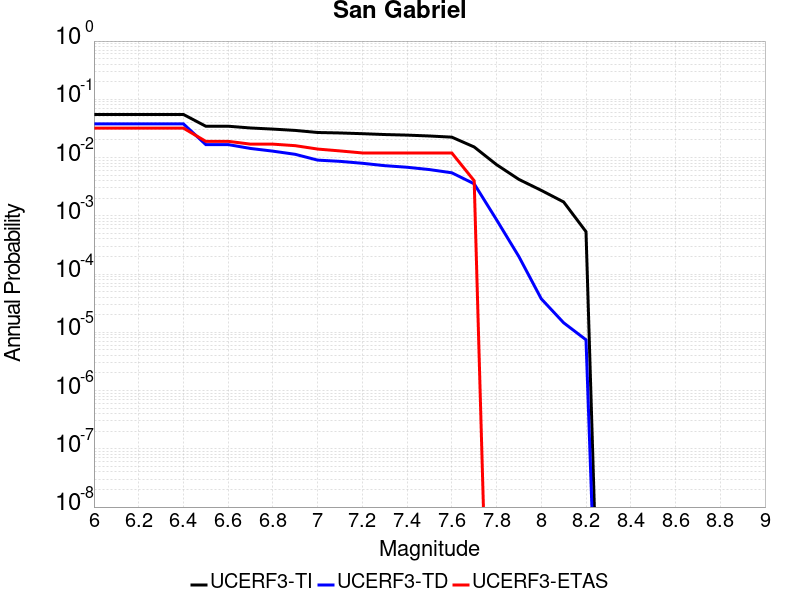 San Gabriel
10^0
10^-1
10^-2
10^-3
10^-4
10^-5
10^-6
10^-7
10^-8
Annual Probability
6 6.2 6.4 6.6 6.8 7 7.2 7.4 7.6 7.8 8 8.2 8.4 8.6 8.8 9
Magnitude
UCERF3-TI UCERF3-TD UCERF3-ETAS